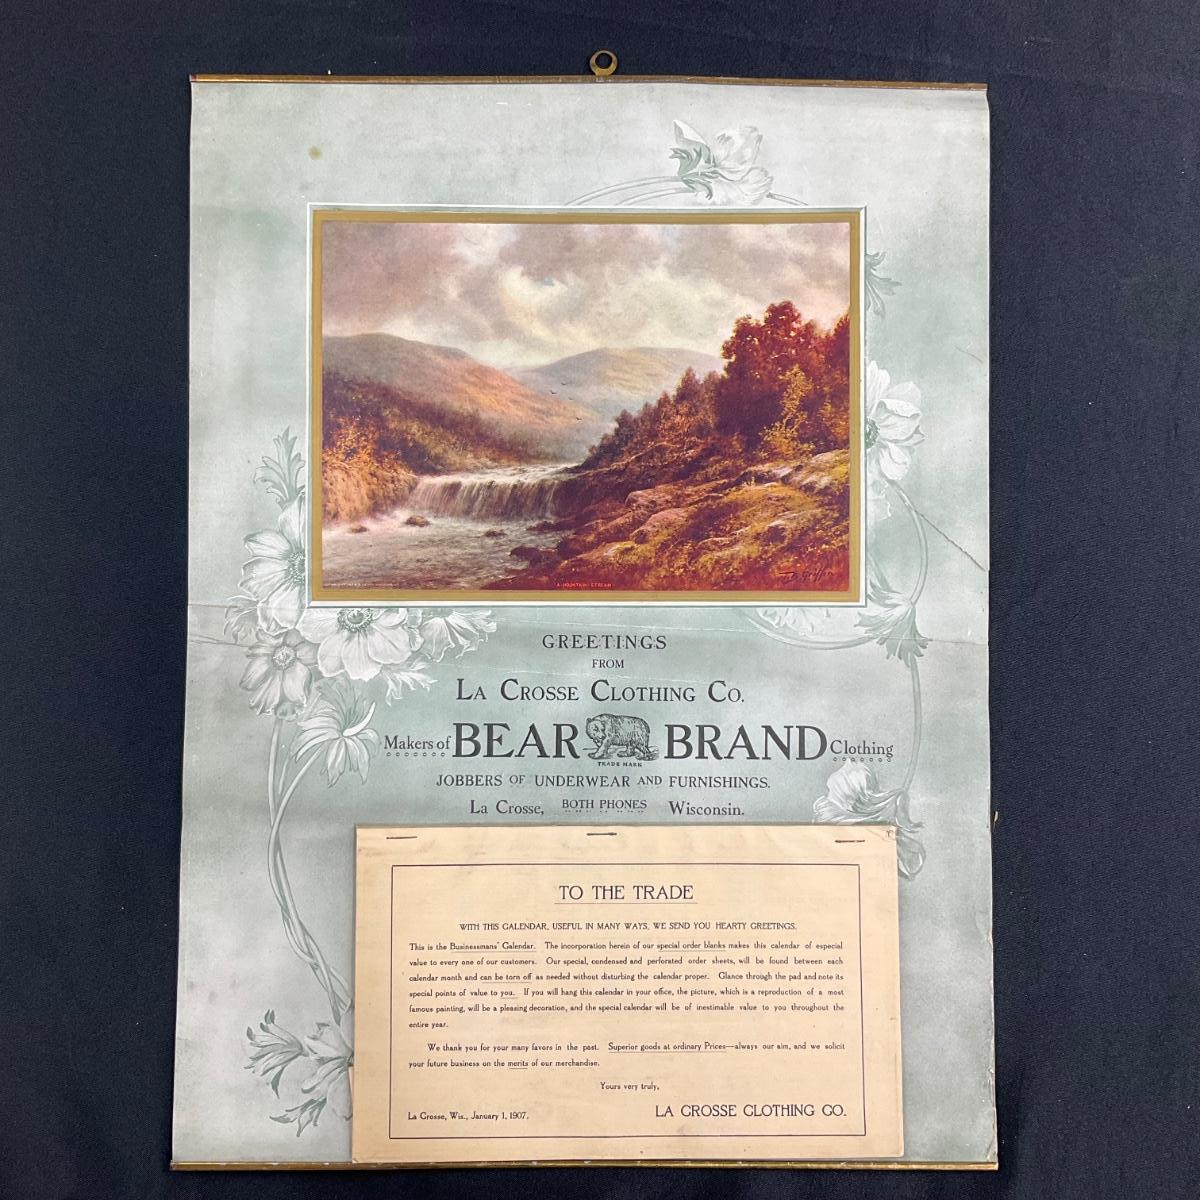 A MOUNTAIN STREAM
GREETINGS
FROM
LA CROSSE CLOTHING CO.
Makers of BEAR BRAND Clothing
TRADE MARK
JOBBERS OF UNDERWEAR AND FURNISHINGS.
La Crosse, BOTH PHONES Wisconsin.
TO THE TRADE
WITH THIS CALENDAR, USEFUL IN MANY WAYS, WE SEND YOU HEARTY GREETINGS.
This is the Businessmans' Calendar. The incorporation herein of our special order blanks makes this calendar of especial
value to every one of our customers. Our special, condensed and perforated order sheets, will be found between each
calendar month and can be torn off as needed without disturbing the calendar proper. Glance through the pad and note its
special points of value to you. If you will hang this calendar in your office, the picture, which is a reproduction of a most
famous painting, will be a pleasing decoration, and the special calendar will be of inestimable value to you throughout the
entire year.
We thank you for your many favors in the past. Superior goods at ordinary Prices—always our aim, and we solicit
your future business on the merits of our merchandise.
Yours very truly,
La Crosse, Wis., January 1, 1907. LA CROSSE CLOTHING CO.